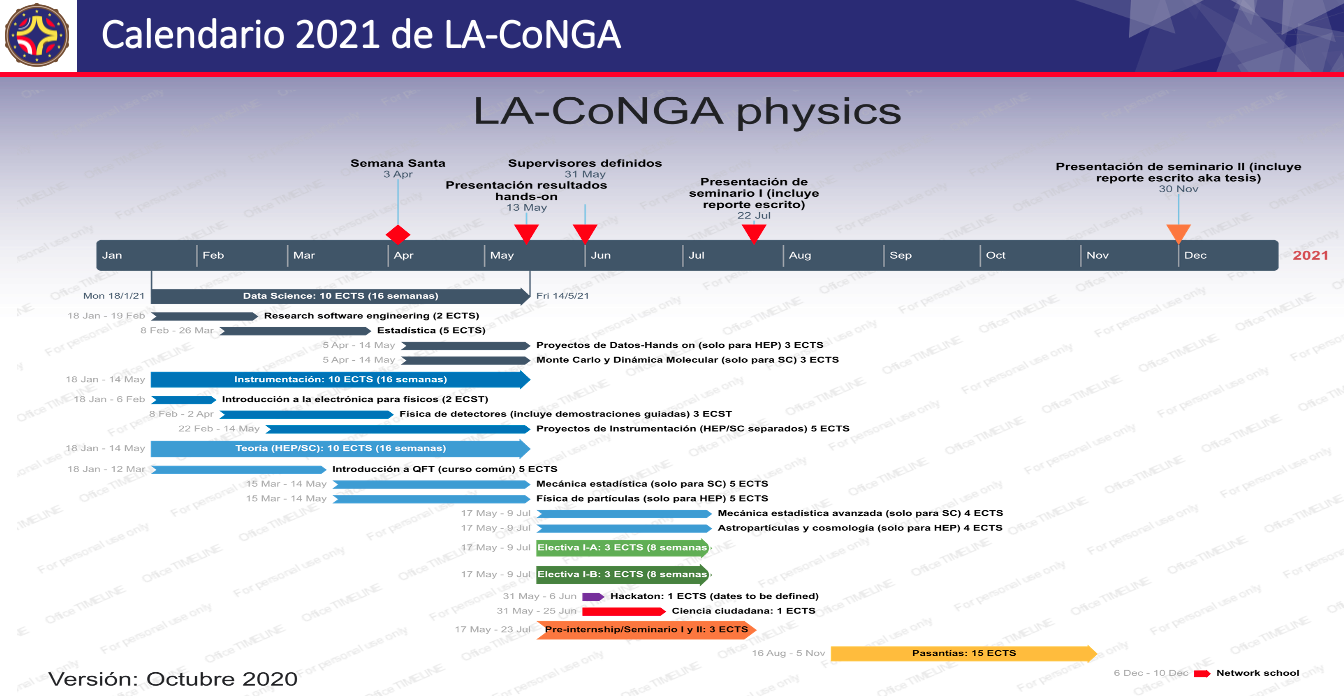 Calendario 2021 de LA-CoNGA
LA-CoNGA physics
Semana Santa
3 Apr
Supervisores definidos
31 May
Presentación resultados
hands-on
13 May
Presentación de
seminario I (incluye
reporte escrito)
22 Jul
Presentación de seminario II (incluye
reporte escrito aka tesis)
30 Nov
Jan Feb Mar Apr May Jun Jul Aug Sep Oct Nov Dec 2021
Mon 18/1/21 Data Science: 10 ECTS (16 semanas) Fri 14/5/21
18 Jan - 19 Feb Research software engineering (2 ECTS)
8 Feb - 26 Mar Estadística (5 ECTS)
5 Apr - 14 May Proyectos de Datos-Hands on (solo para HEP) 3 ECTS
5 Apr - 14 May Monte Carlo y Dinámica Molecular (solo para SC) 3 ECTS
18 Jan - 14 May Instrumentación: 10 ECTS (16 semanas)
18 Jan - 6 Feb Introducción a la electrónica para físicos (2 ECST)
8 Feb - 2 Apr Física de detectores (incluye demostraciones guiadas) 3 ECST
22 Feb - 14 May Proyectos de Instrumentación (HEP/SC separados) 5 ECTS
18 Jan - 14 May Teoría (HEP/SC): 10 ECTS (16 semanas)
18 Jan - 12 Mar Introducción a QFT (curso común) 5 ECTS
15 Mar - 14 May Mecánica estadística (solo para SC) 5 ECTS
15 Mar - 14 May Física de partículas (solo para HEP) 5 ECTS
17 May - 9 Jul Mecánica estadística avanzada (solo para SC) 4 ECTS
17 May - 9 Jul Astropartículas y cosmología (solo para HEP) 4 ECTS
17 May - 9 Jul Electiva I-A: 3 ECTS (8 semanas)
17 May - 9 Jul Electiva I-B: 3 ECTS (8 semanas)
31 May - 6 Jun Hackaton: 1 ECTS (dates to be defined)
31 May - 25 Jun Ciencia ciudadana: 1 ECTS
17 May - 23 Jul Pre-internship/Seminario I y II: 3 ECTS
16 Aug - 5 Nov Pasantías: 15 ECTS
6 Dec - 10 Dec Network school
Versión: Octubre 2020
For personal use only
Office TIMELINE